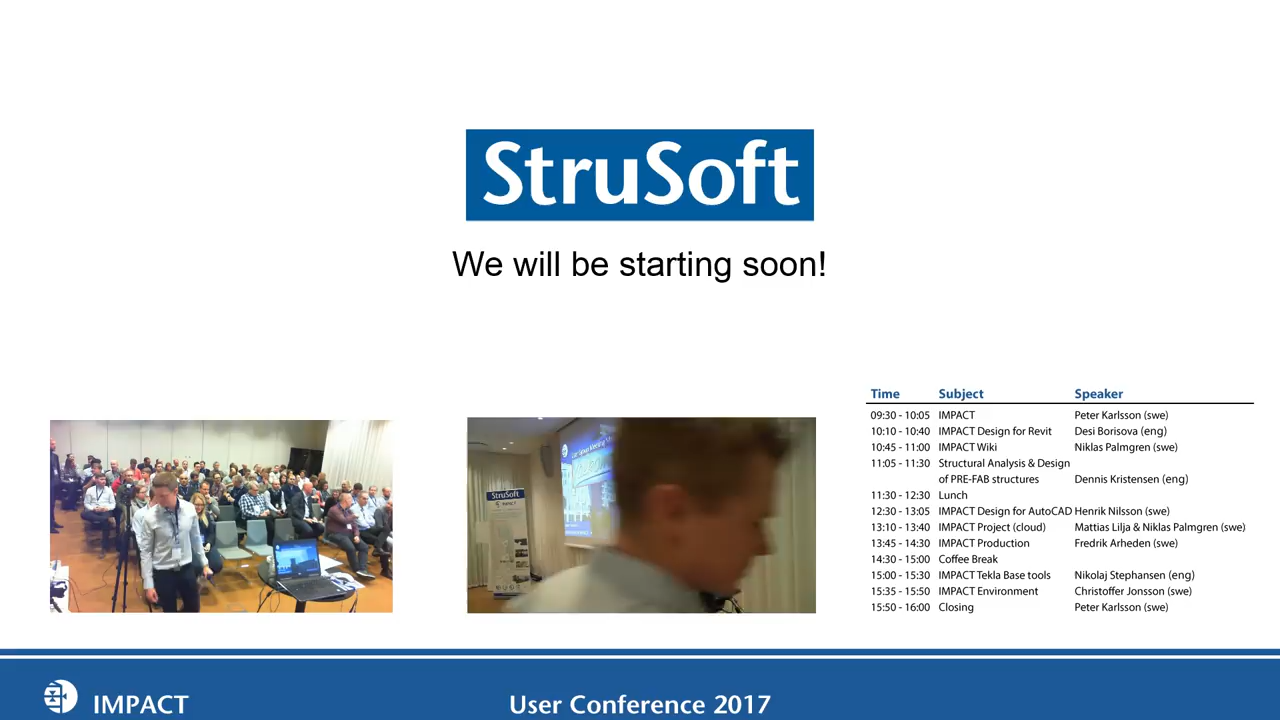 StruSoft
We will be starting soon!
Time Subject Speaker
09:30 - 10:05 IMPACT Peter Karlsson (swe)
10:10 - 10:40 IMPACT Design for Revit Desi Borisova (eng)
10:45 - 11:00 IMPACT Wiki Niklas Palmgren (swe)
11:05 - 11:30 Structural Analysis & Design
of PRE-FAB structures Dennis Kristensen (eng)
11:30 - 12:30 Lunch
12:30 - 13:05 IMPACT Design for AutoCAD Henrik Nilsson (swe)
13:10 - 13:40 IMPACT Project (cloud) Mattias Lilja & Niklas Palmgren (swe)
13:45 - 14:30 IMPACT Production Fredrik Arheden (swe)
14:30 - 15:00 Coffee Break
15:00 - 15:30 IMPACT Tekla Base tools Nikolaj Stephansen (eng)
15:35 - 15:50 IMPACT Environment Christoffer Jonsson (swe)
15:50 - 16:00 Closing Peter Karlsson (swe)
StruSoft
IMPACT
IMPACT
User Conference 2017